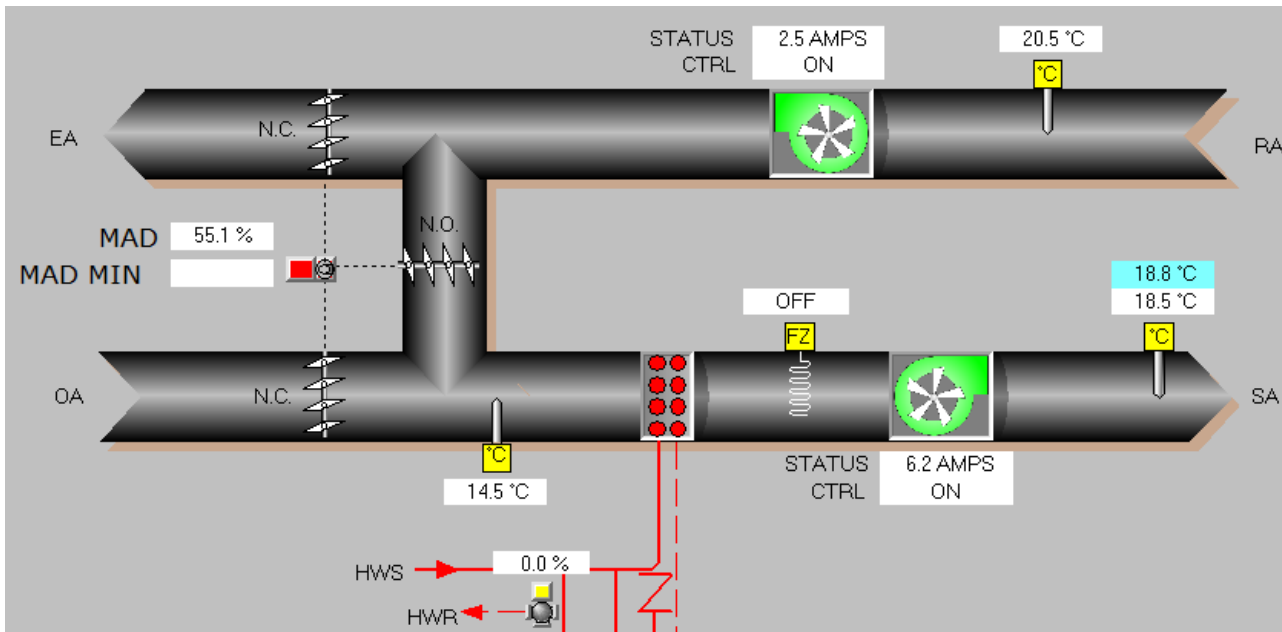 STATUS 2.5 AMPS 20.5 °C
CTRL ON
°C
EA N.C. RA
N.O.
MAD 55.1 %
MAD MIN
18.8 °C
OFF 18.5 °C
FZ °C
OA N.C. SA
°C
STATUS 6.2 AMPS
14.5 °C CTRL ON
HWS 0.0 %
HWR